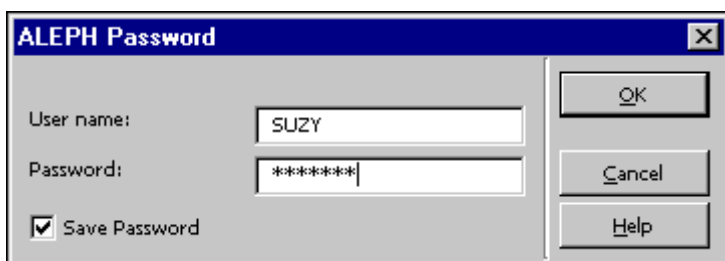 ALEPH Password
User name: SUZY
Password: *******
Save Password
OK
Cancel
Help